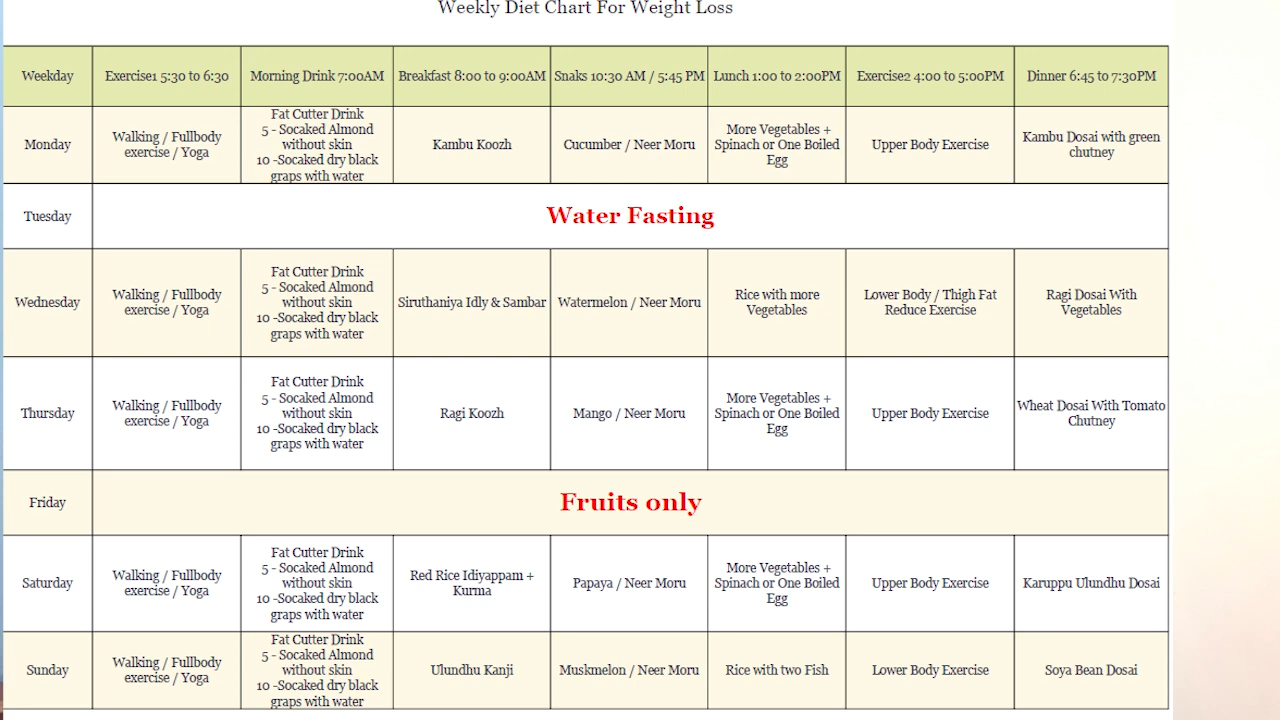 Weekly Diet Chart For Weight Loss
Weekday Exercise1 5:30 to 6:30 Morning Drink 7:00AM Breakfast 8:00 to 9:00AM Snaks 10:30 AM / 5:45 PM Lunch 1:00 to 2:00PM Exercise2 4:00 to 5:00PM Dinner 6:45 to 7:30PM
Monday
Walking / Fullbody
exercise / Yoga
Fat Cutter Drink
5 - Socaked Almond
without skin
10 -Socaked dry black
graps with water
Kambu Koozh
Cucumber / Neer Moru
More Vegetables +
Spinach or One Boiled
Egg
Upper Body Exercise
Kambu Dosai with green
chutney
Tuesday
Water Fasting
Wednesday
Walking / Fullbody
exercise / Yoga
Fat Cutter Drink
5 - Socaked Almond
without skin
10 -Socaked dry black
graps with water
Siruthaniya Idly & Sambar
Watermelon / Neer Moru
Rice with more
Vegetables
Lower Body / Thigh Fat
Reduce Exercise
Ragi Dosai With
Vegetables
Thursday
Walking / Fullbody
exercise / Yoga
Fat Cutter Drink
5 - Socaked Almond
without skin
10 -Socaked dry black
graps with water
Ragi Koozh
Mango / Neer Moru
More Vegetables +
Spinach or One Boiled
Egg
Upper Body Exercise
Wheat Dosai With Tomato
Chutney
Friday
Fruits only
Saturday
Walking / Fullbody
exercise / Yoga
Fat Cutter Drink
5 - Socaked Almond
without skin
10 -Socaked dry black
graps with water
Red Rice Idiyappam +
Kurma
Papaya / Neer Moru
More Vegetables +
Spinach or One Boiled
Egg
Upper Body Exercise
Karuppu Ulundhu Dosai
Sunday
Walking / Fullbody
exercise / Yoga
Fat Cutter Drink
5 - Socaked Almond
without skin
10 -Socaked dry black
graps with water
Ulundhu Kanji
Muskmelon / Neer Moru
Rice with two Fish
Lower Body Exercise
Soya Bean Dosai